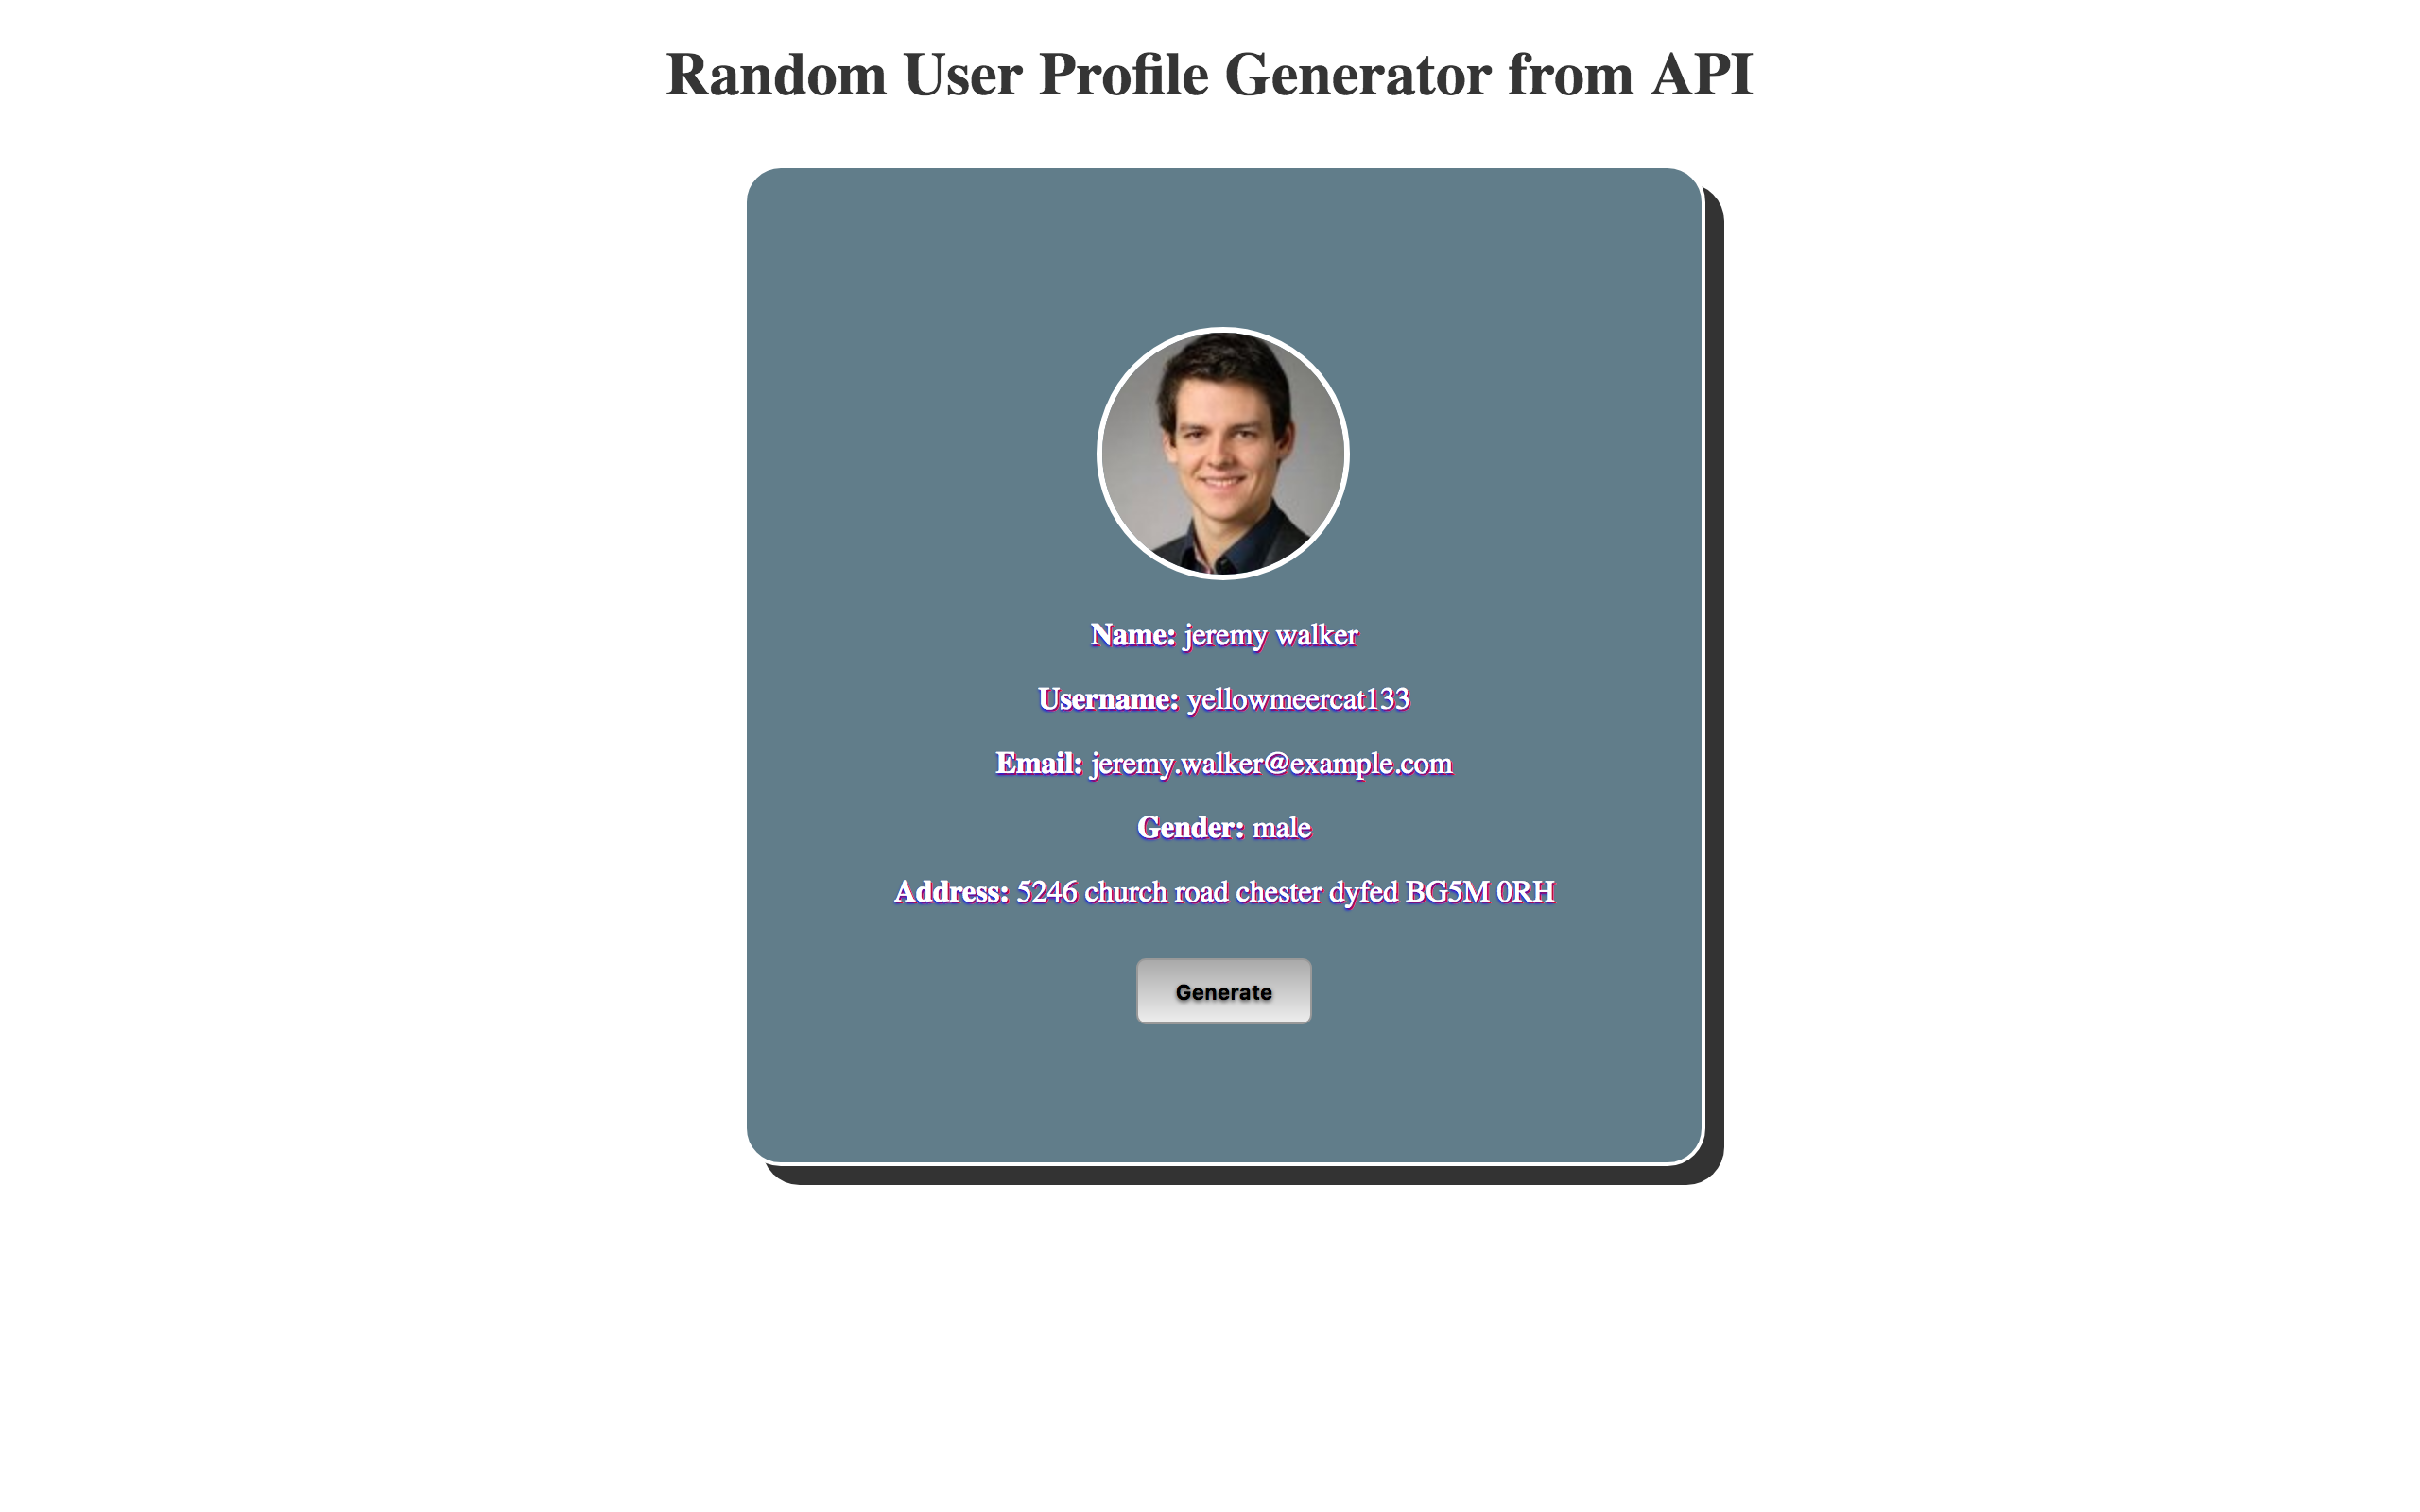 Random User Profile Generator from API
Name: jeremy walker
Username: yellowmeercat133
Email: jeremy.walker@example.com
Gender: male
Address: 5246 church road chester dyfed BG5M 0RH
Generate